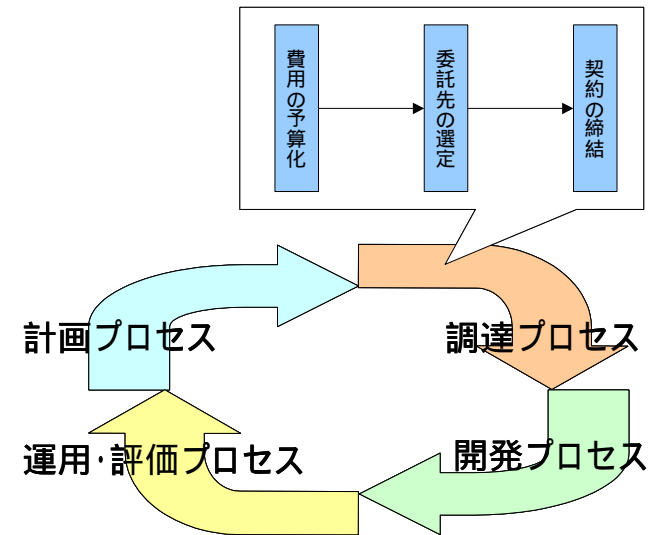 費用の予算化
委託先の選定
契約の締結
計画プロセス
調達プロセス
運用・評価プロセス
開発プロセス